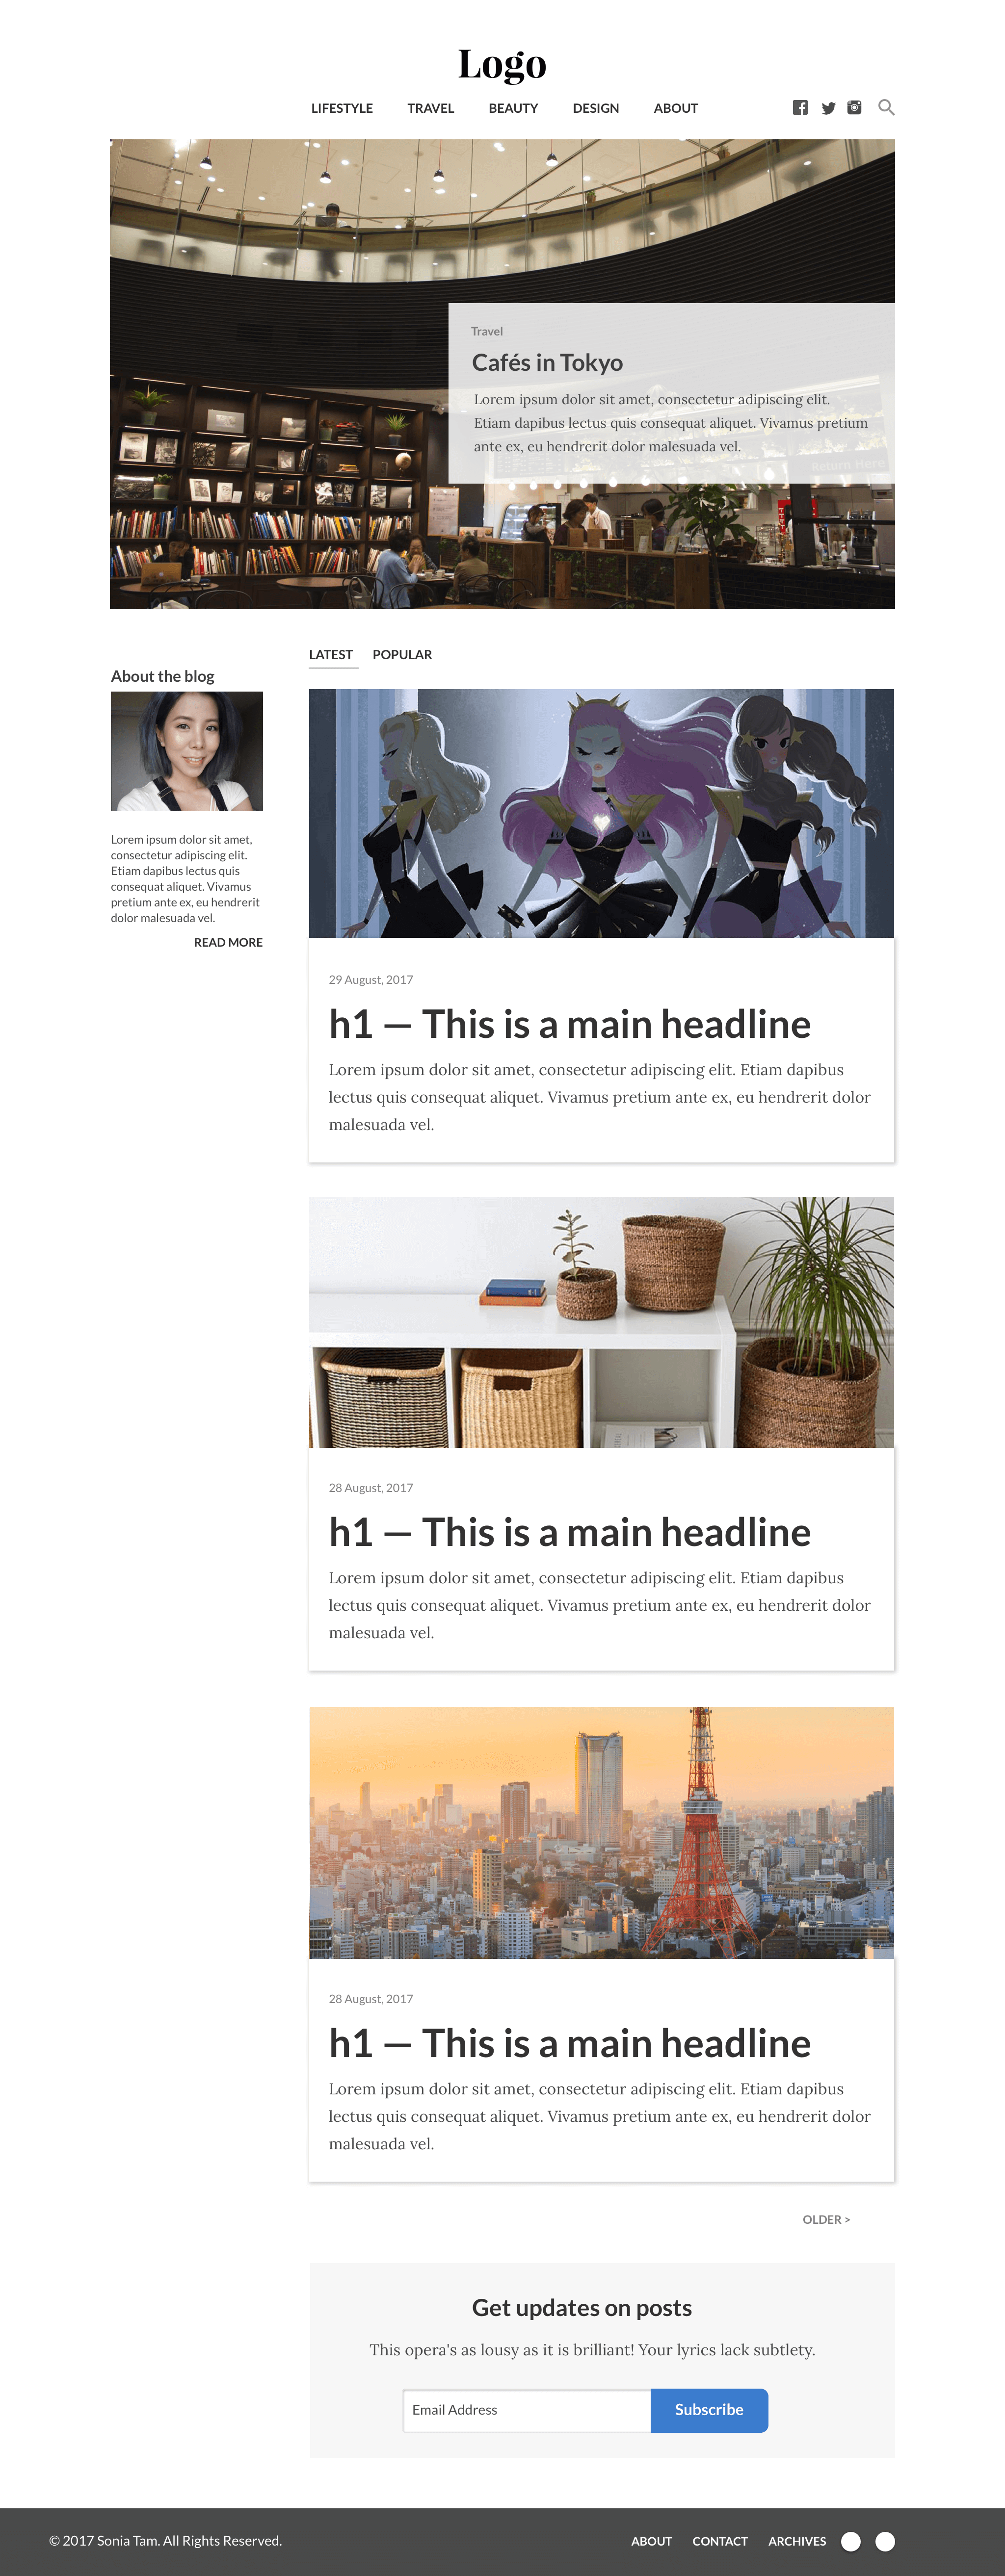 Logo
LIFESTYLE TRAVEL BEAUTY DESIGN ABOUT
Travel
Cafés in Tokyo
Lorem ipsum dolor sit amet, consectetur adipiscing elit.
Etiam dapibus lectus quis consequat aliquet. Vivamus pretium
ante ex, eu hendrerit dolor malesuada vel.
Return Here
About the blog
Lorem ipsum dolor sit amet,
consectetur adipiscing elit.
Etiam dapibus lectus quis
consequat aliquet. Vivamus
pretium ante ex, eu hendrerit
dolor malesuada vel.
READ MORE
LATEST POPULAR
29 August, 2017
h1 — This is a main headline
Lorem ipsum dolor sit amet, consectetur adipiscing elit. Etiam dapibus
lectus quis consequat aliquet. Vivamus pretium ante ex, eu hendrerit dolor
malesuada vel.
28 August, 2017
h1 — This is a main headline
Lorem ipsum dolor sit amet, consectetur adipiscing elit. Etiam dapibus
lectus quis consequat aliquet. Vivamus pretium ante ex, eu hendrerit dolor
malesuada vel.
28 August, 2017
h1 — This is a main headline
Lorem ipsum dolor sit amet, consectetur adipiscing elit. Etiam dapibus
lectus quis consequat aliquet. Vivamus pretium ante ex, eu hendrerit dolor
malesuada vel.
OLDER >
Get updates on posts
This opera's as lousy as it is brilliant! Your lyrics lack subtlety.
Email Address Subscribe
© 2017 Sonia Tam. All Rights Reserved. ABOUT CONTACT ARCHIVES